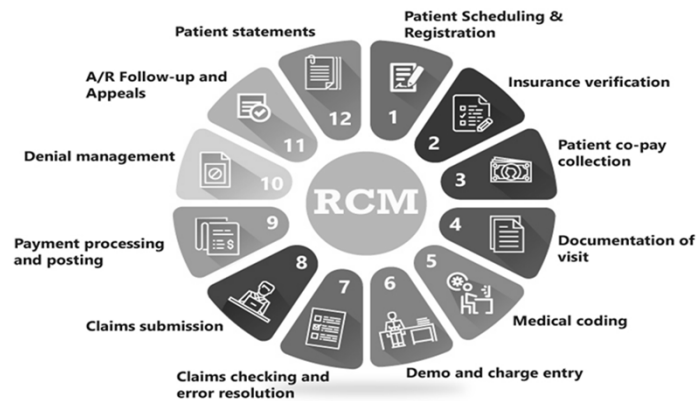 Patient Scheduling &
Registration
1
Insurance verification
2
Patient co-pay
collection
3
Documentation of
visit
4
Medical coding
5
Demo and charge entry
6
Claims checking and
error resolution
7
Claims submission
8
Payment processing
and posting
9
Denial management
10
A/R Follow-up and
Appeals
11
Patient statements
12
RCM